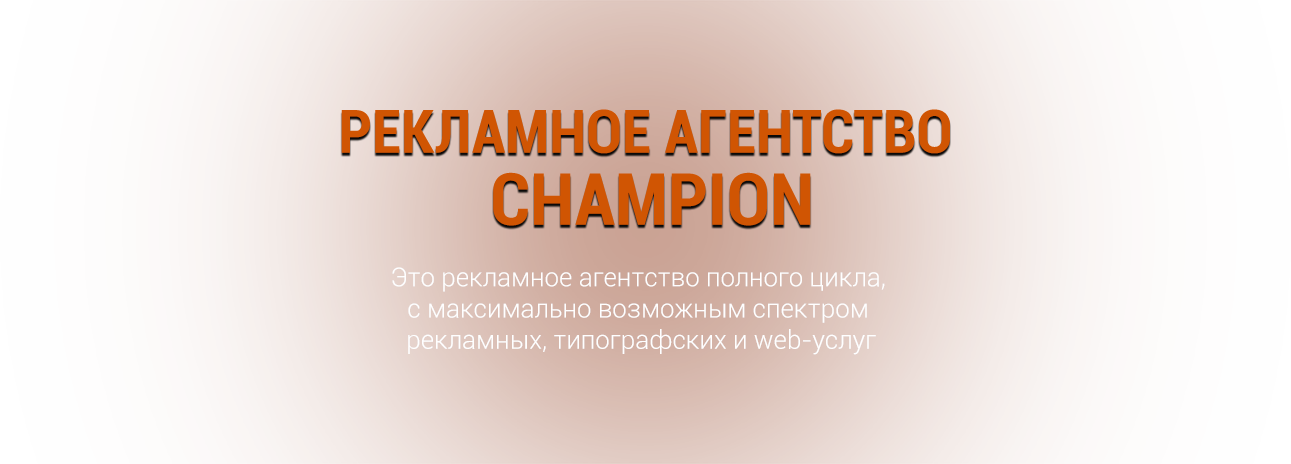 РЕКЛАМНОЕ АГЕНТСТВО
CHAMPION
Это рекламное агентство полного цикла,
с максимально возможным спектром
рекламных, типографских и web-услуг